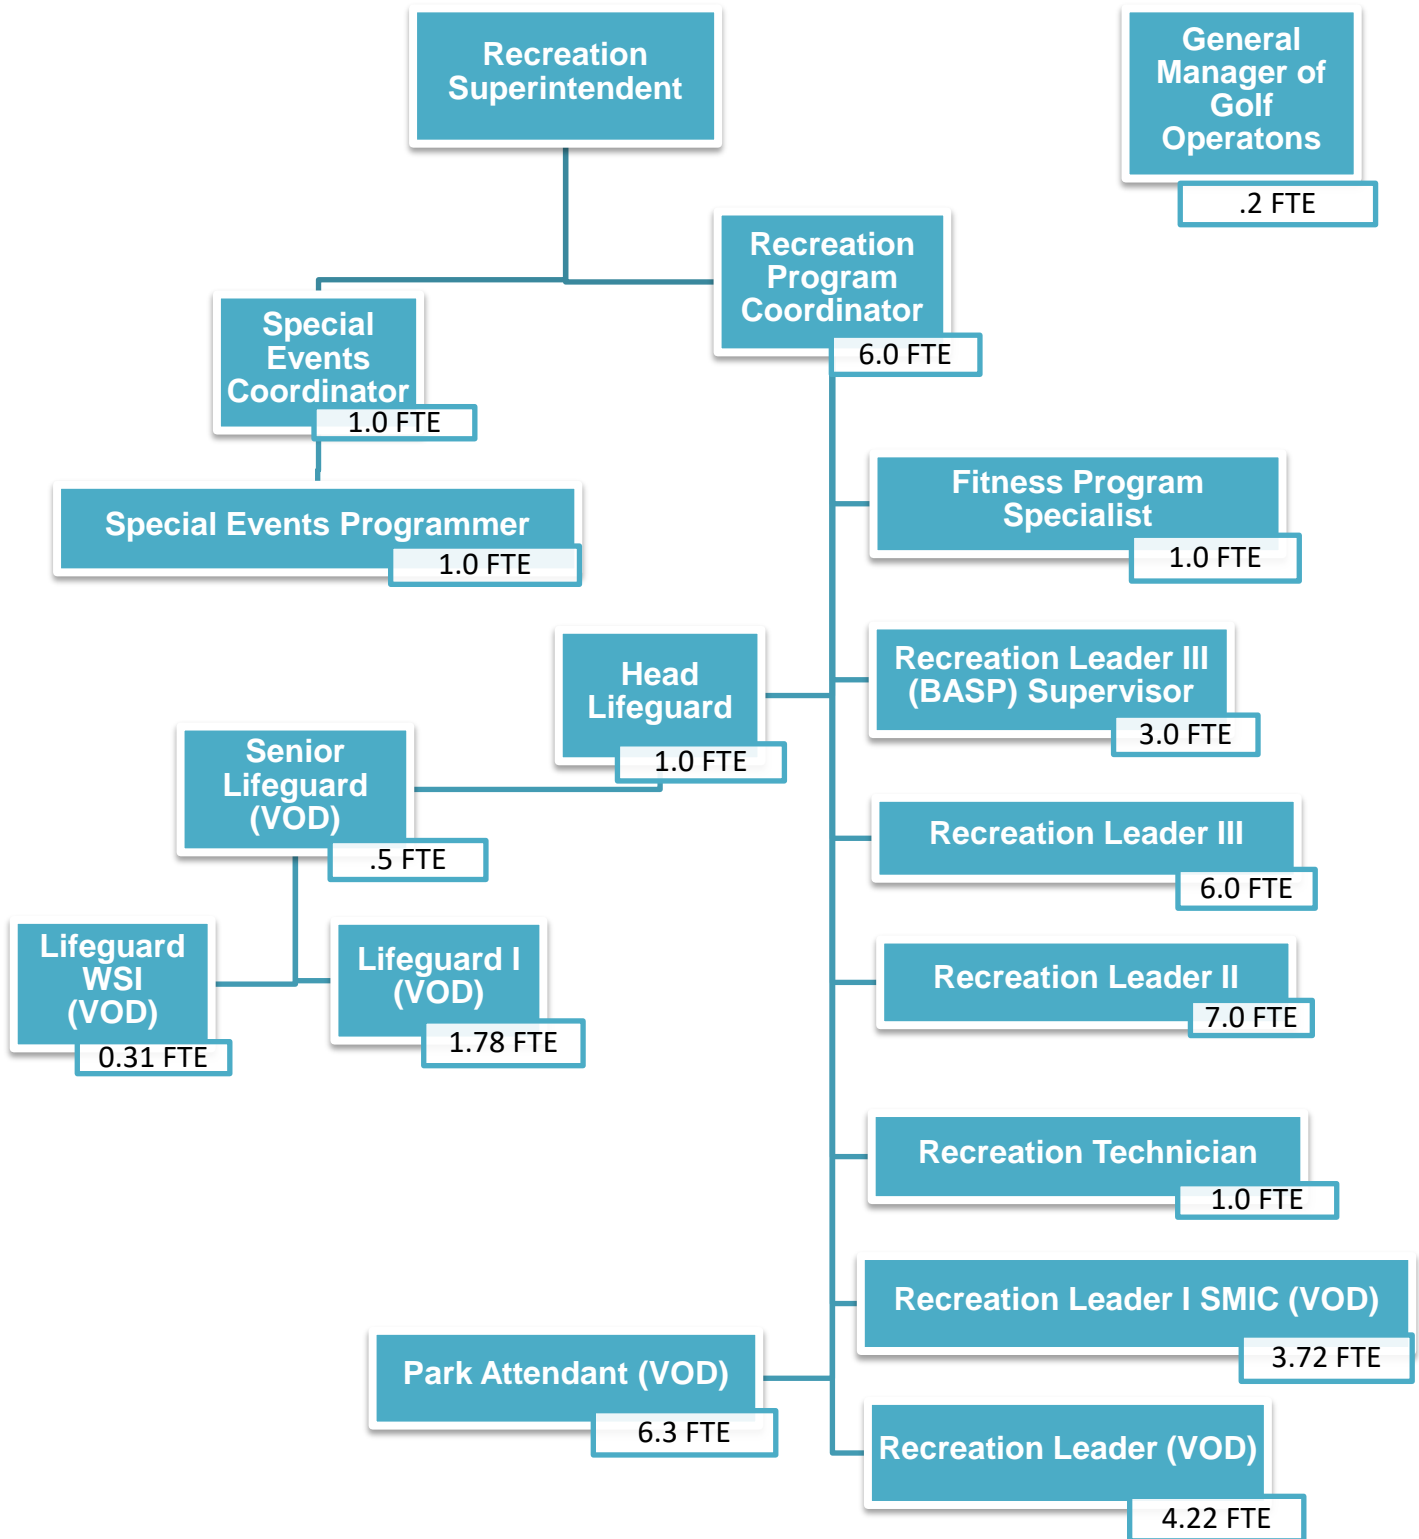 Recreation
Superintendent
General
Manager of
Golf
Operatons
.2 FTE
Recreation
Program
Coordinator
6.0 FTE
Special
Events
Coordinator
1.0 FTE
Special Events Programmer
1.0 FTE
Fitness Program
Specialist
1.0 FTE
Recreation Leader III
(BASP) Supervisor
3.0 FTE
Head
Lifeguard
1.0 FTE
Senior
Lifeguard
(VOD)
.5 FTE
Recreation Leader III
6.0 FTE
Lifeguard
WSI
(VOD)
0.31 FTE
Lifeguard I
(VOD)
1.78 FTE
Recreation Leader II
7.0 FTE
Recreation Technician
1.0 FTE
Recreation Leader I SMIC (VOD)
3.72 FTE
Park Attendant (VOD)
6.3 FTE
Recreation Leader (VOD)
4.22 FTE